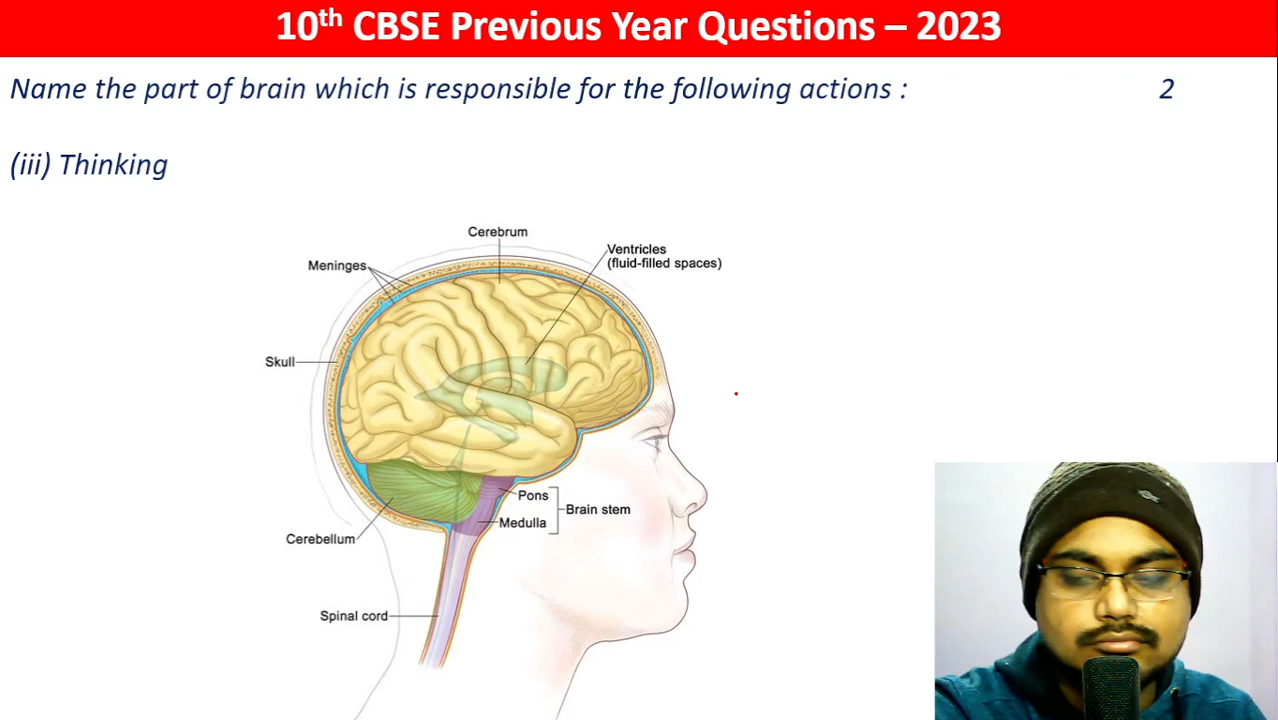 10th CBSE Previous Year Questions – 2023
Name the part of brain which is responsible for the following actions : 2
(iii) Thinking
Cerebrum
Ventricles
(fluid-filled spaces)
Meninges
Skull
Pons
Brain stem
Medulla
Cerebellum
Spinal cord